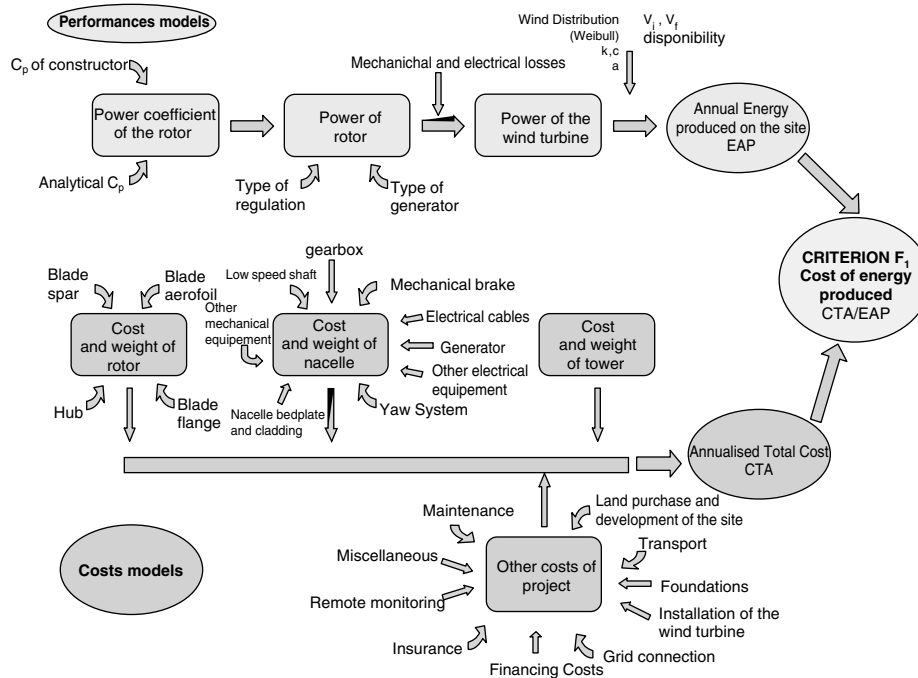 Performances models
C_p of constructor
Power coefficient
of the rotor
Analytical C_p
Power of
rotor
Type of
regulation
Type of
generator
Mechanichal and electrical losses
Power of the
wind turbine
Wind Distribution
(Weibull)
k,c
a
V_i , V_f
disponibility
Annual Energy
produced on the site
EAP
CRITERION F_1
Cost of energy
produced
CTA/EAP
Blade
spar
Blade
aerofoil
Cost
and weight of
rotor
Hub
Blade
flange
Low speed shaft
gearbox
Mechanical brake
Other
mechanical
equipement
Cost
and weight of
nacelle
Electrical cables
Generator
Other electrical
equipement
Nacelle bedplate
and cladding
Yaw System
Cost
and weight
of tower
Annualised Total Cost
CTA
Costs models
Maintenance
Land purchase and
development of the site
Miscellaneous
Transport
Other costs of
project
Remote monitoring
Foundations
Installation of the
wind turbine
Insurance
Financing Costs
Grid connection